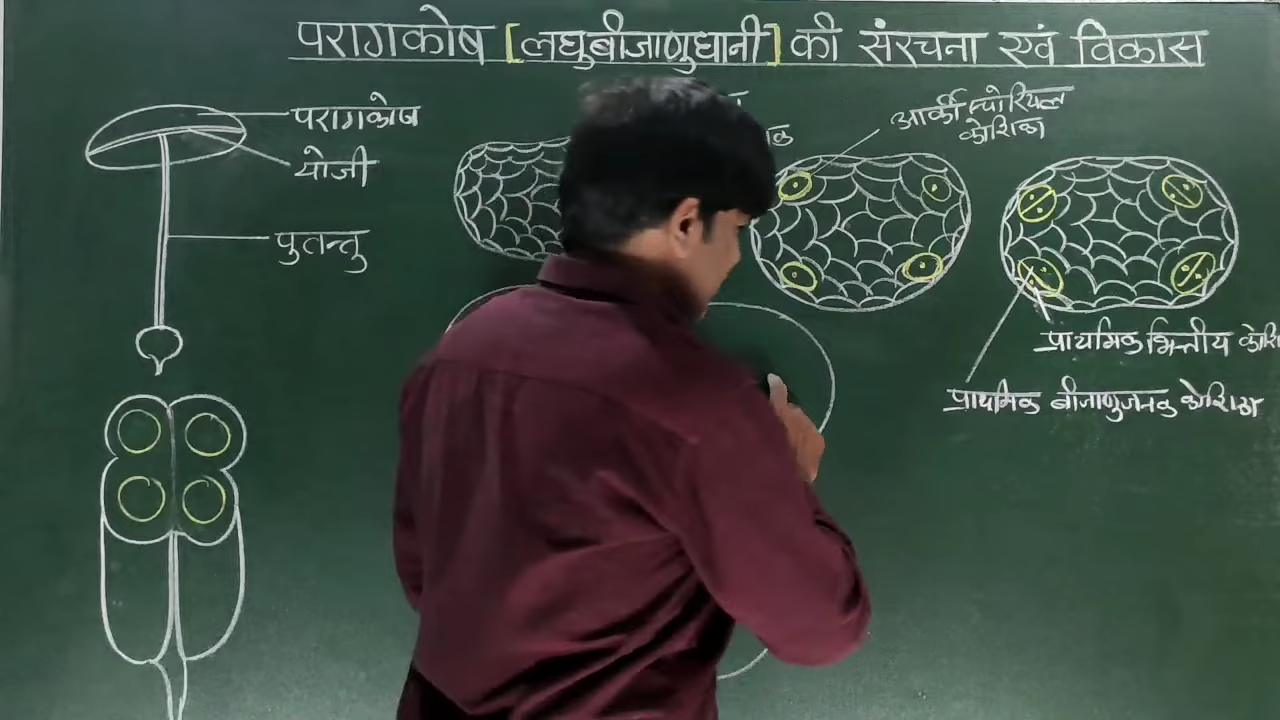 परागकोष [लघुबीजाणुधानी] की संरचना एवं विकास
परागकोष
योजी
पुतन्तु
आर्कीस्पोरियल
कोशिका
प्राथमिक भित्तीय
प्राथमिक बीजाणुजनक कोशिका